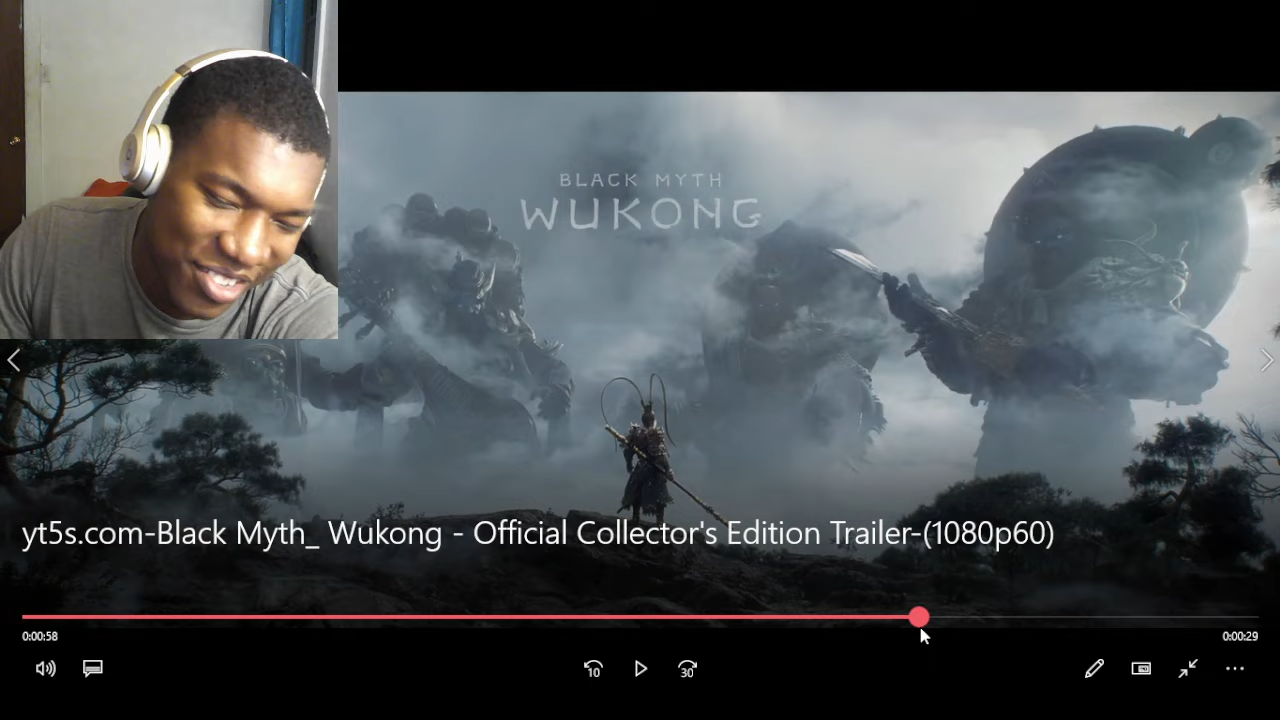 BLACK MYTH
WUKONG
yt5s.com-Black Myth_ Wukong - Official Collector's Edition Trailer-(1080p60)
0:00:58
0:00:29
10
30